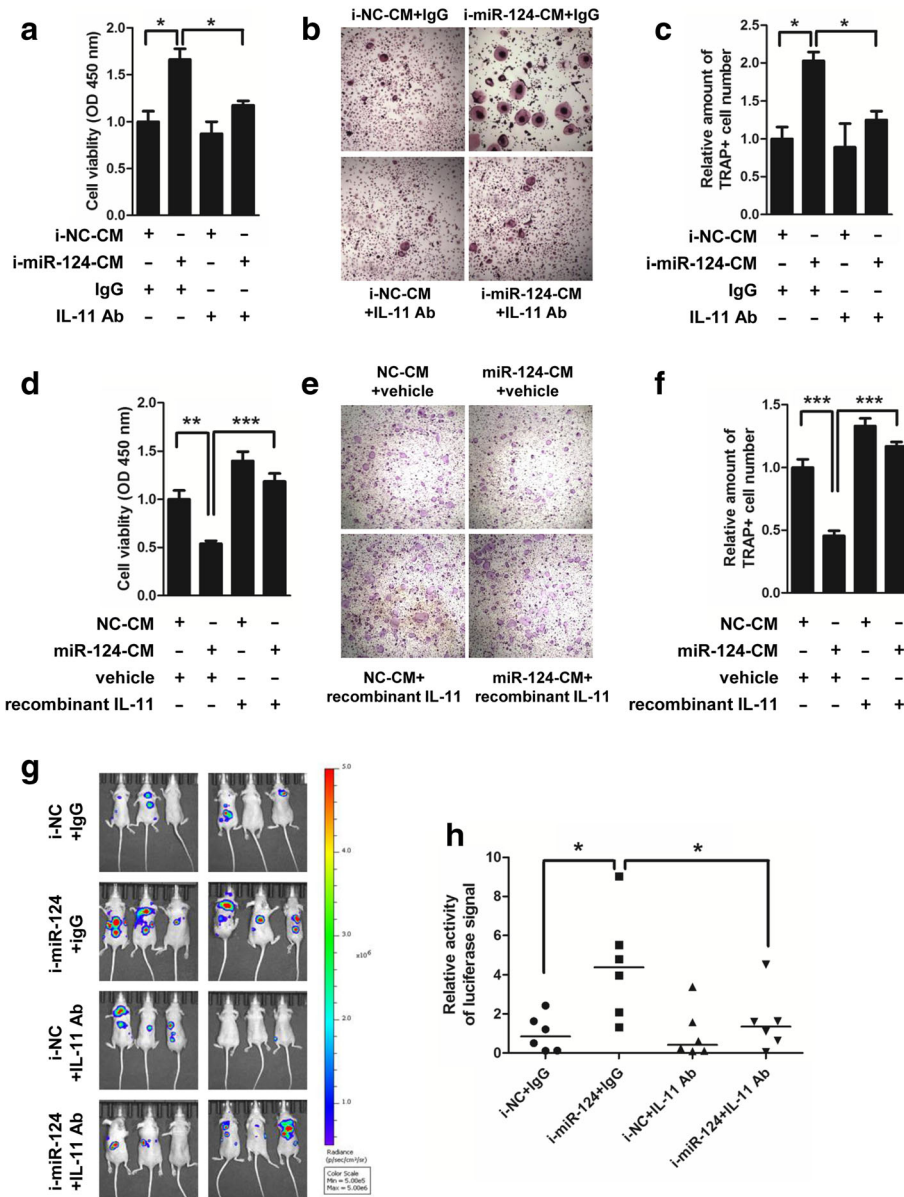 a
Cell viablity (OD 450 nm)
2.0
1.5
1.0
0.5
0.0
* *
i-NC-CM + – + –
i-miR-124-CM – + – +
IgG + + – –
IL-11 Ab – – + +
b
i-NC-CM+IgG i-miR-124-CM+IgG
i-NC-CM +IL-11 Ab
i-miR-124-CM +IL-11 Ab
c
Relative amount of TRAP+ cell number
2.5
2.0
1.5
1.0
0.5
0.0
* *
i-NC-CM + – + –
i-miR-124-CM – + – +
IgG + + – –
IL-11 Ab – – + +
d
Cell viablity (OD 450 nm)
2.0
1.5
1.0
0.5
0.0
** ***
NC-CM + – + –
miR-124-CM – + – +
vehicle + + – –
recombinant IL-11 – – + +
e
NC-CM +vehicle
miR-124-CM +vehicle
NC-CM+ recombinant IL-11
miR-124-CM+ recombinant IL-11
f
Relative amount of TRAP+ cell number
1.5
1.0
0.5
0.0
*** ***
NC-CM + – + –
miR-124-CM – + – +
vehicle + + – –
recombinant IL-11 – – + +
g
i-NC +IgG
i-miR-124 +igG
i-NC +IL-11 Ab
i-miR-124 +IL-11 Ab
5.0
4.0
3.0
x10⁶
2.0
1.0
Radiance
(p/sec/cm²/sr)
Color Scale
Min = 5.00e5
Max = 5.00e6
h
Relative activity of luciferase signal
10
8
6
4
2
0
* *
i-NC+IgG
i-miR-124+IgG
i-NC+IL-11 Ab
i-miR-124+IL-11 Ab